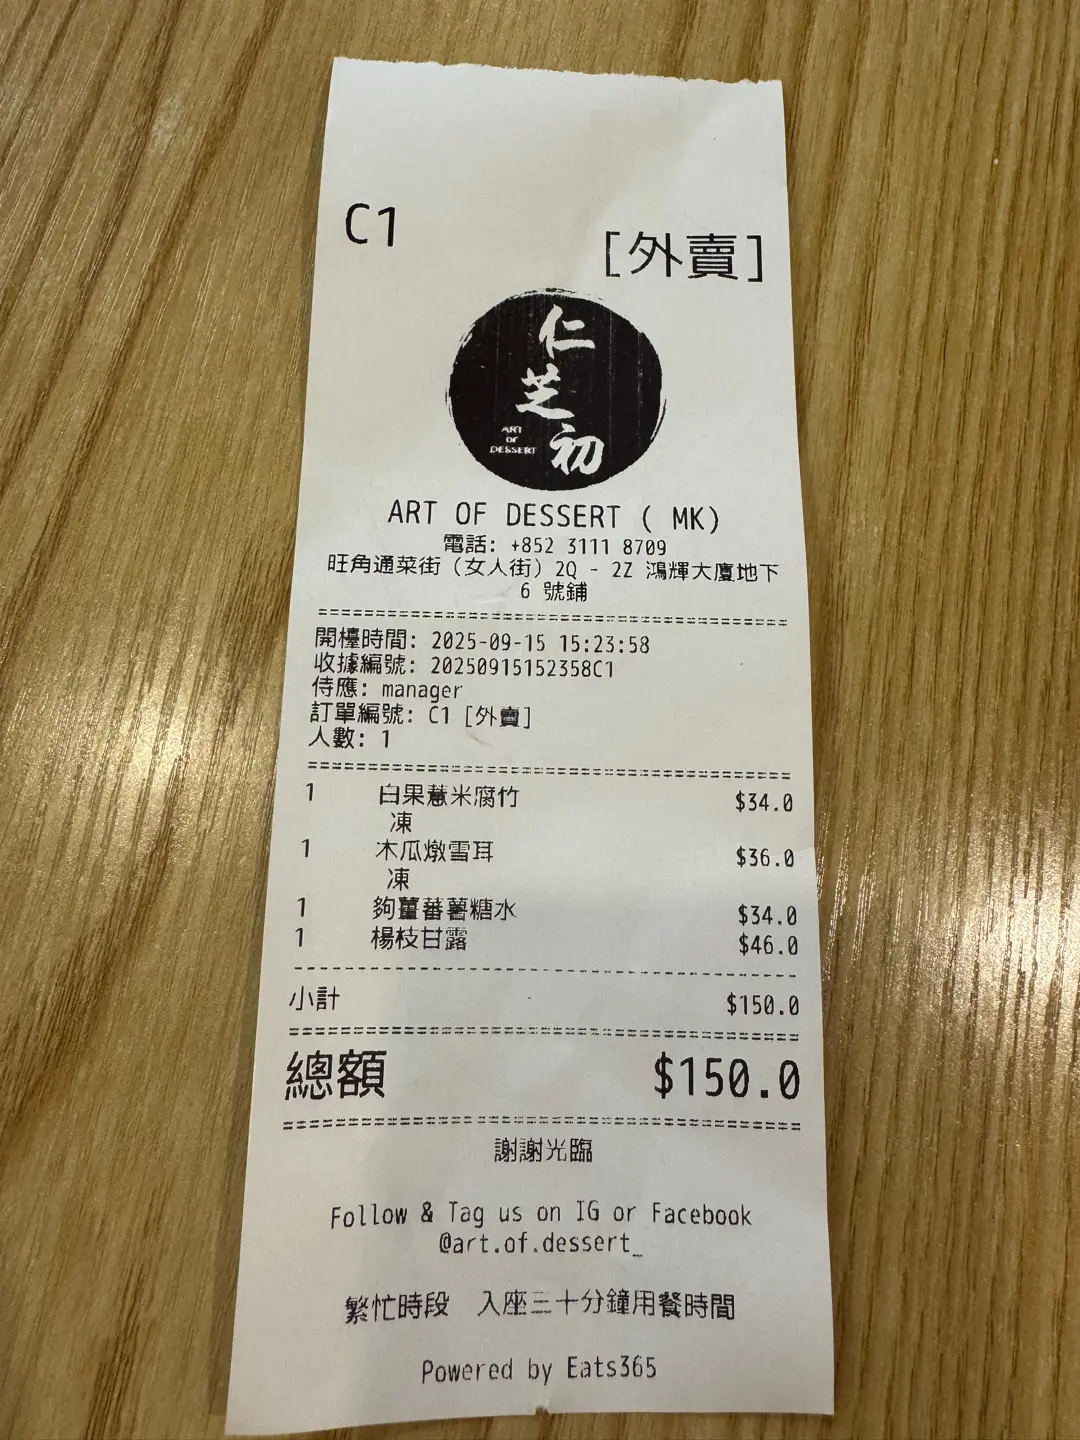 C1
[外賣]
仁
芝
初
ART
OF
DESSERT
ART OF DESSERT ( MK)
電話: +852 3111 8709
旺角通菜街 (女人街) 2Q - 2Z 鴻輝大廈地下
6 號鋪
開檯時間: 2025-09-15 15:23:58
收據編號: 20250915152358C1
侍應: manager
訂單編號: C1 [外賣]
人數: 1
1 白果薏米腐竹 $34.0
凍
1 木瓜燉雪耳 $36.0
凍
1 夠薑蕃薯糖水 $34.0
1 楊枝甘露 $46.0
小計 $150.0
總額 $150.0
謝謝光臨
Follow & Tag us on IG or Facebook
@art.of.dessert_
繁忙時段 入座三十分鐘用餐時間
Powered by Eats365